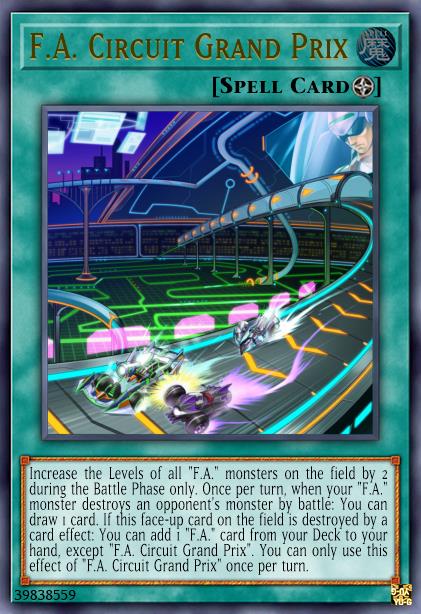 F.A. Circuit Grand Prix
魔
[Spell Card]
Increase the Levels of all "F.A." monsters on the field by 2
during the Battle Phase only. Once per turn, when your "F.A."
monster destroys an opponent's monster by battle: You can
draw 1 card. If this face-up card on the field is destroyed by a
card effect: You can add 1 "F.A." card from your Deck to your
hand, except "F.A. Circuit Grand Prix". You can only use this
effect of "F.A. Circuit Grand Prix" once per turn.
39838559